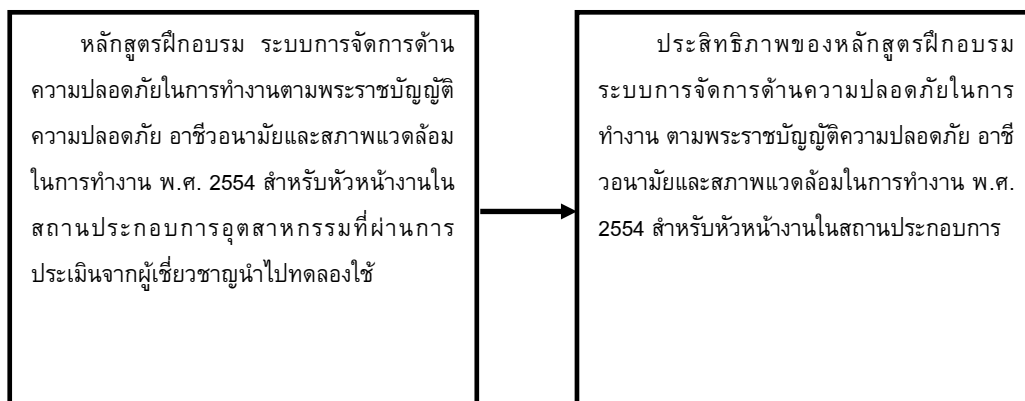 หลักสูตรฝึกอบรม ระบบการจัดการด้าน
ความปลอดภัยในการทำงานตามพระราชบัญญัติ
ความปลอดภัย อาชีวอนามัยและสภาพแวดล้อม
ในการทำงาน พ.ศ. 2554 สำหรับหัวหน้างานใน
สถานประกอบการอุตสาหกรรมที่ผ่านการ
ประเมินจากผู้เชี่ยวชาญนำไปทดลองใช้
ประสิทธิภาพของหลักสูตรฝึกอบรม
ระบบการจัดการด้านความปลอดภัยในการ
ทำงาน ตามพระราชบัญญัติความปลอดภัย อาชี
วอนามัยและสภาพแวดล้อมในการทำงาน พ.ศ.
2554 สำหรับหัวหน้างานในสถานประกอบการ